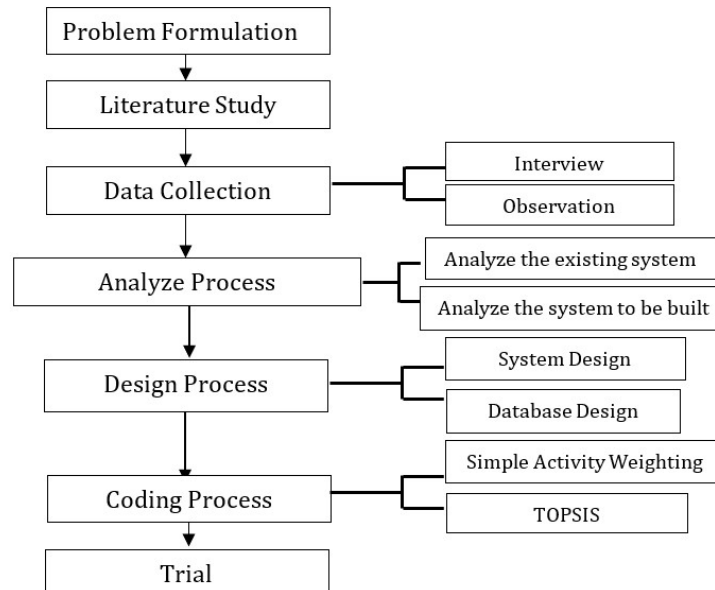 Problem Formulation
Literature Study
Data Collection
Interview
Observation
Analyze Process
Analyze the existing system
Analyze the system to be built
Design Process
System Design
Database Design
Coding Process
Simple Activity Weighting
TOPSIS
Trial